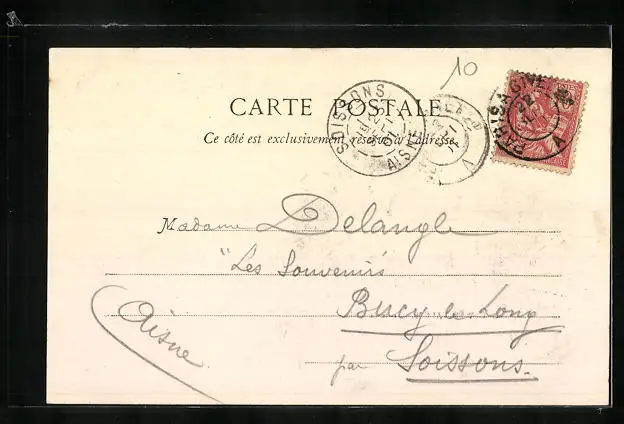 10
CARTE POSTALE
Ce côté est exclusivement réservé à l'adresse
SOISSONS
AISNE
PARIS
Madame Delangle
"Les Souvenirs
Bucy le Long
Aisne
par Soissons.